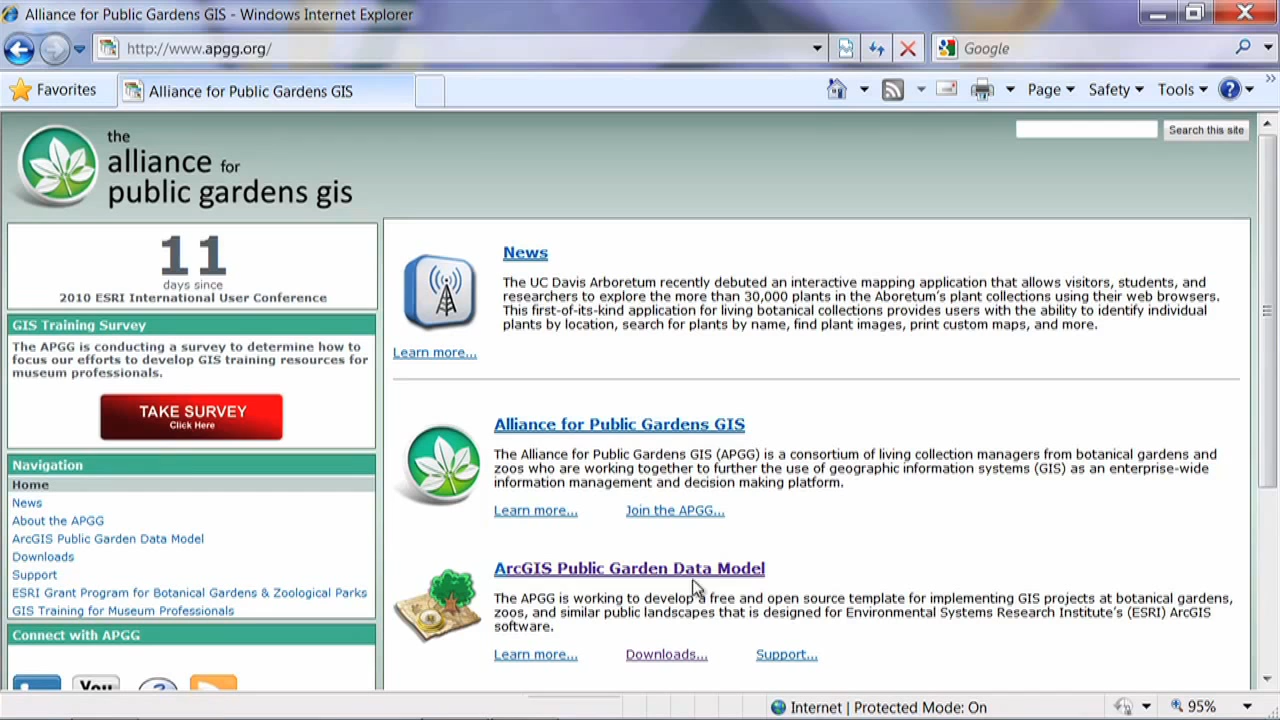 Alliance for Public Gardens GIS - Windows Internet Explorer
http://www.apgg.org/
Google
Favorites
Alliance for Public Gardens GIS
Page
Safety
Tools
the
alliance for
public gardens gis
Search this site
11
days since
2010 ESRI International User Conference
GIS Training Survey
The APGG is conducting a survey to determine how to
focus our efforts to develop GIS training resources for
museum professionals.
TAKE SURVEY
Click Here
Navigation
Home
News
About the APGG
ArcGIS Public Garden Data Model
Downloads
Support
ESRI Grant Program for Botanical Gardens & Zoological Parks
GIS Training for Museum Professionals
Connect with APGG
You
News
The UC Davis Arboretum recently debuted an interactive mapping application that allows visitors, students, and
researchers to explore the more than 30,000 plants in the Aboretum's plant collections using their web browsers.
This first-of-its-kind application for living botanical collections provides users with the ability to identify individual
plants by location, search for plants by name, find plant images, print custom maps, and more.
Learn more...
Alliance for Public Gardens GIS
The Alliance for Public Gardens GIS (APGG) is a consortium of living collection managers from botanical gardens and
zoos who are working together to further the use of geographic information systems (GIS) as an enterprise-wide
information management and decision making platform.
Learn more... Join the APGG...
ArcGIS Public Garden Data Model
The APGG is working to develop a free and open source template for implementing GIS projects at botanical gardens,
zoos, and similar public landscapes that is designed for Environmental Systems Research Institute's (ESRI) ArcGIS
software.
Learn more... Downloads... Support...
Internet | Protected Mode: On
95%